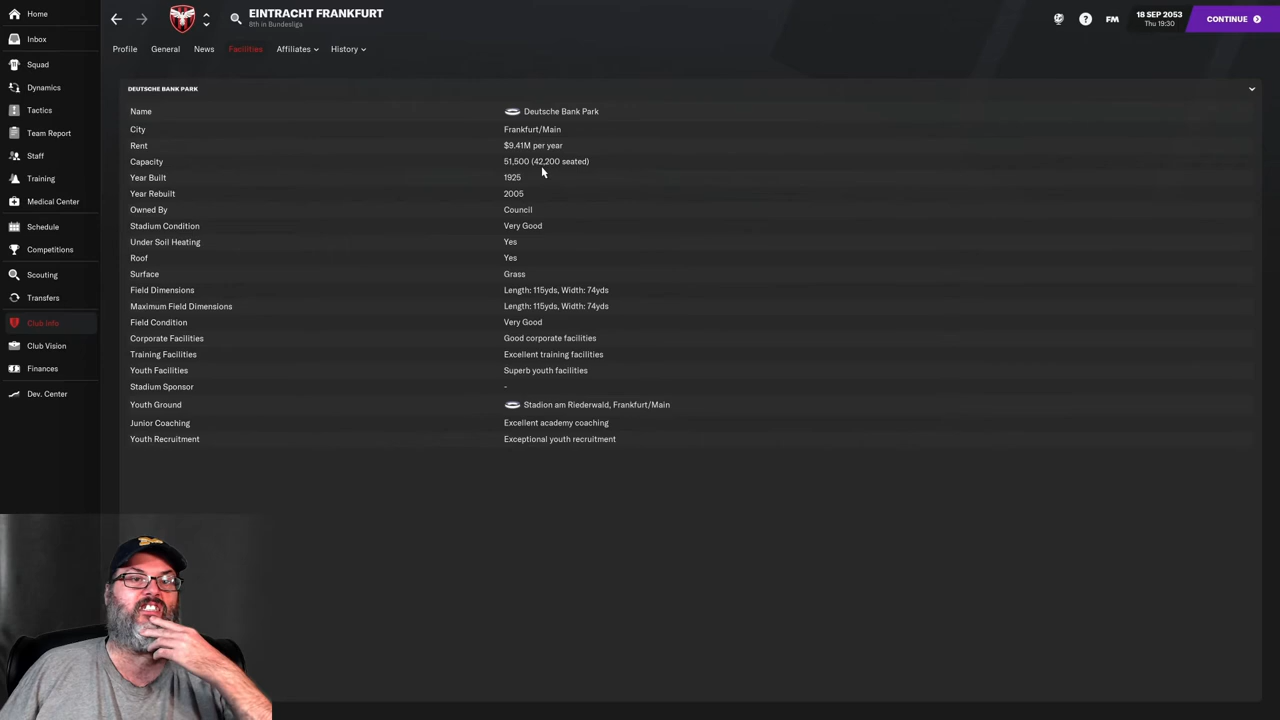 Home
Inbox
Squad
Dynamics
Tactics
Team Report
Staff
Training
Medical Center
Schedule
Competitions
Scouting
Transfers
Club Info
Club Vision
Finances
Dev. Center
EINTRACHT FRANKFURT
8th in Bundesliga
FM
18 SEP 2053
Thu 19:30
CONTINUE
Profile General News Facilities Affiliates History
DEUTSCHE BANK PARK
Name Deutsche Bank Park
City Frankfurt/Main
Rent $9.41M per year
Capacity 51,500 (42,200 seated)
Year Built 1925
Year Rebuilt 2005
Owned By Council
Stadium Condition Very Good
Under Soil Heating Yes
Roof Yes
Surface Grass
Field Dimensions Length: 115yds, Width: 74yds
Maximum Field Dimensions Length: 115yds, Width: 74yds
Field Condition Very Good
Corporate Facilities Good corporate facilities
Training Facilities Excellent training facilities
Youth Facilities Superb youth facilities
Stadium Sponsor -
Youth Ground Stadion am Riederwald, Frankfurt/Main
Junior Coaching Excellent academy coaching
Youth Recruitment Exceptional youth recruitment